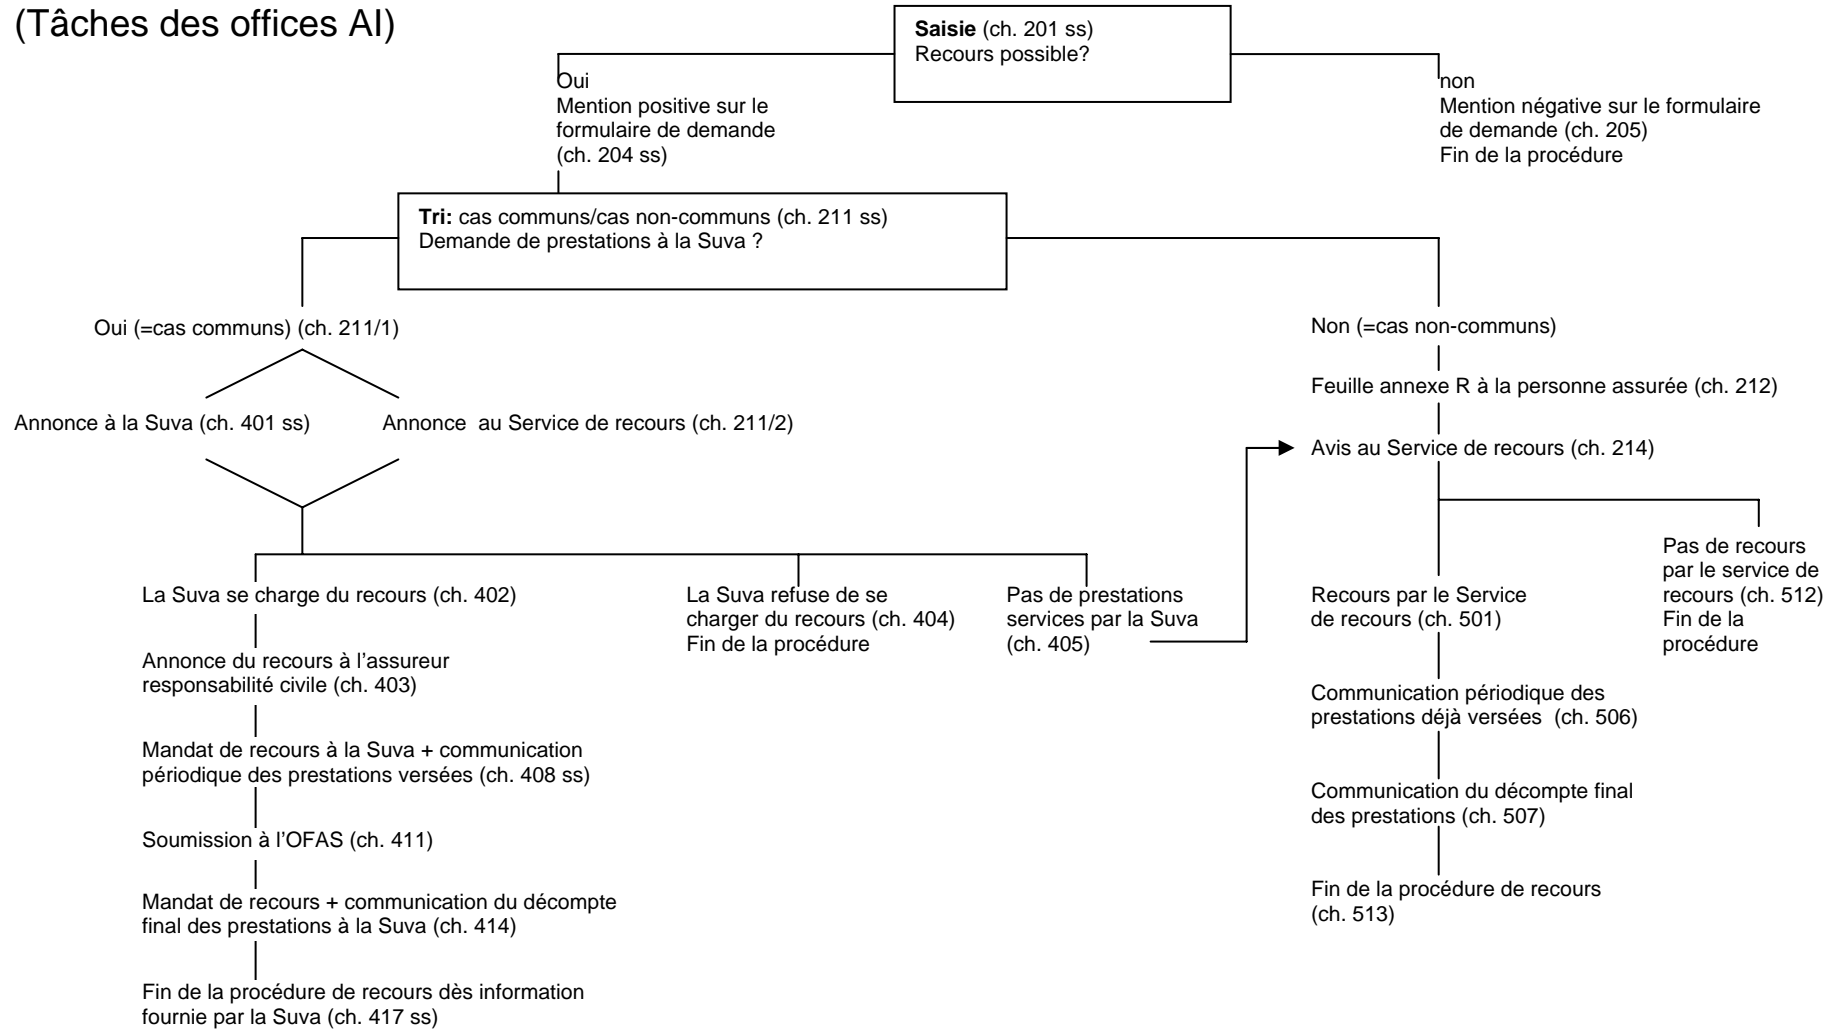 (Tâches des offices AI)
Saisie (ch. 201 ss)
Recours possible?
Oui
Mention positive sur le
formulaire de demande
(ch. 204 ss)
non
Mention négative sur le formulaire
de demande (ch. 205)
Fin de la procédure
Tri: cas communs/cas non-communs (ch. 211 ss)
Demande de prestations à la Suva ?
Oui (=cas communs) (ch. 211/1)
Annonce à la Suva (ch. 401 ss)
Annonce au Service de recours (ch. 211/2)
Non (=cas non-communs)
Feuille annexe R à la personne assurée (ch. 212)
Avis au Service de recours (ch. 214)
La Suva se charge du recours (ch. 402)
Annonce du recours à l’assureur
responsabilité civile (ch. 403)
Mandat de recours à la Suva + communication
périodique des prestations versées (ch. 408 ss)
Soumission à l’OFAS (ch. 411)
Mandat de recours + communication du décompte
final des prestations à la Suva (ch. 414)
Fin de la procédure de recours dès information
fournie par la Suva (ch. 417 ss)
La Suva refuse de se
charger du recours (ch. 404)
Fin de la procédure
Pas de prestations
services par la Suva
(ch. 405)
Recours par le Service
de recours (ch. 501)
Communication périodique des
prestations déjà versées (ch. 506)
Communication du décompte final
des prestations (ch. 507)
Fin de la procédure de recours
(ch. 513)
Pas de recours
par le service de
recours (ch. 512)
Fin de la
procédure